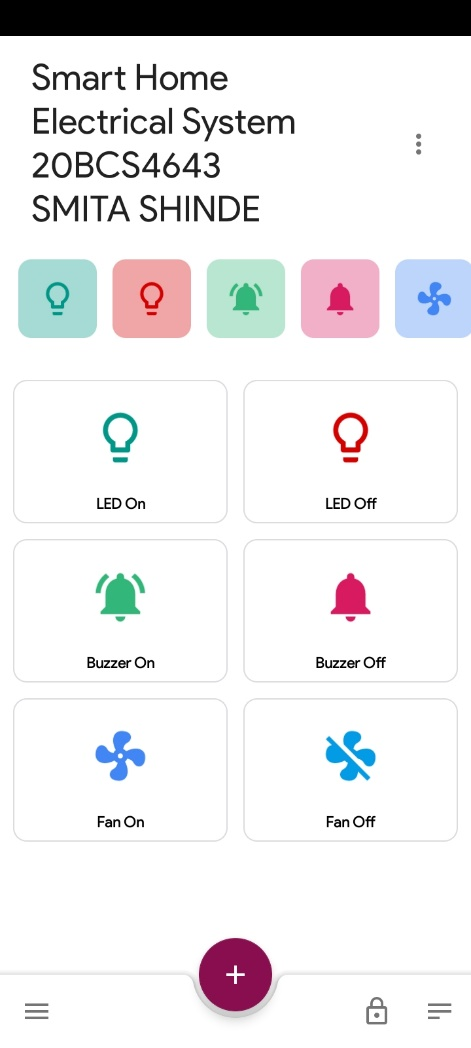 Smart Home
Electrical System
20BCS4643
SMITA SHINDE
LED On
LED Off
Buzzer On
Buzzer Off
Fan On
Fan Off